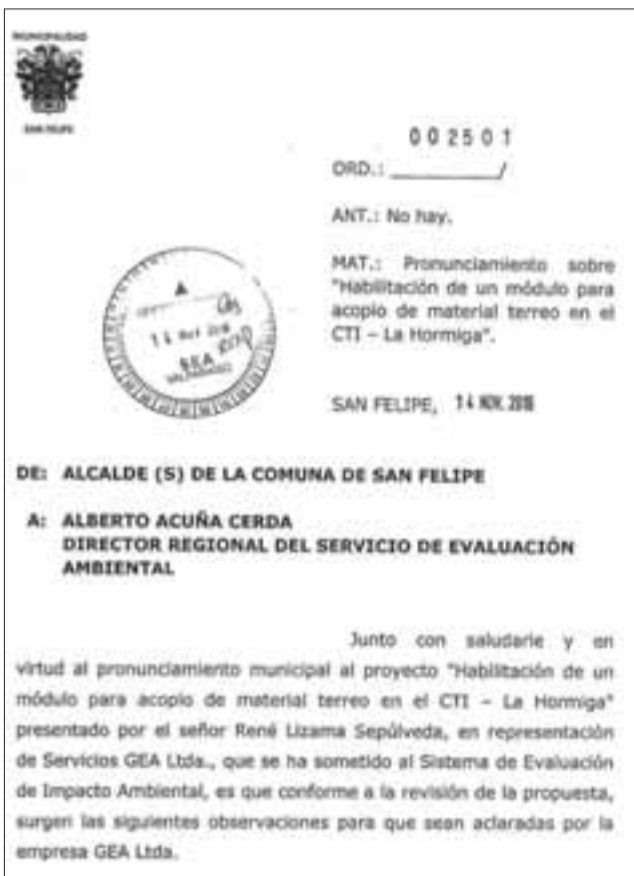 MUNICIPALIDAD
SAN FELIPE
002501
ORD.: ________/
ANT.: No hay.
MAT.: Pronunciamiento sobre
"Habilitación de un módulo para
acopio de material terreo en el
CTI – La Hormiga".
SEA
VALPARAISO
SAN FELIPE, 14 NOV. 2018
DE: ALCALDE (S) DE LA COMUNA DE SAN FELIPE
A: ALBERTO ACUÑA CERDA
DIRECTOR REGIONAL DEL SERVICIO DE EVALUACIÓN
AMBIENTAL
Junto con saludarle y en
virtud al pronunciamiento municipal al proyecto "Habilitación de un
módulo para acopio de material terreo en el CTI – La Hormiga"
presentado por el señor René Lizama Sepúlveda, en representación
de Servicios GEA Ltda., que se ha sometido al Sistema de Evaluación
de Impacto Ambiental, es que conforme a la revisión de la propuesta,
surgen las siguientes observaciones para que sean aclaradas por la
empresa GEA Ltda.